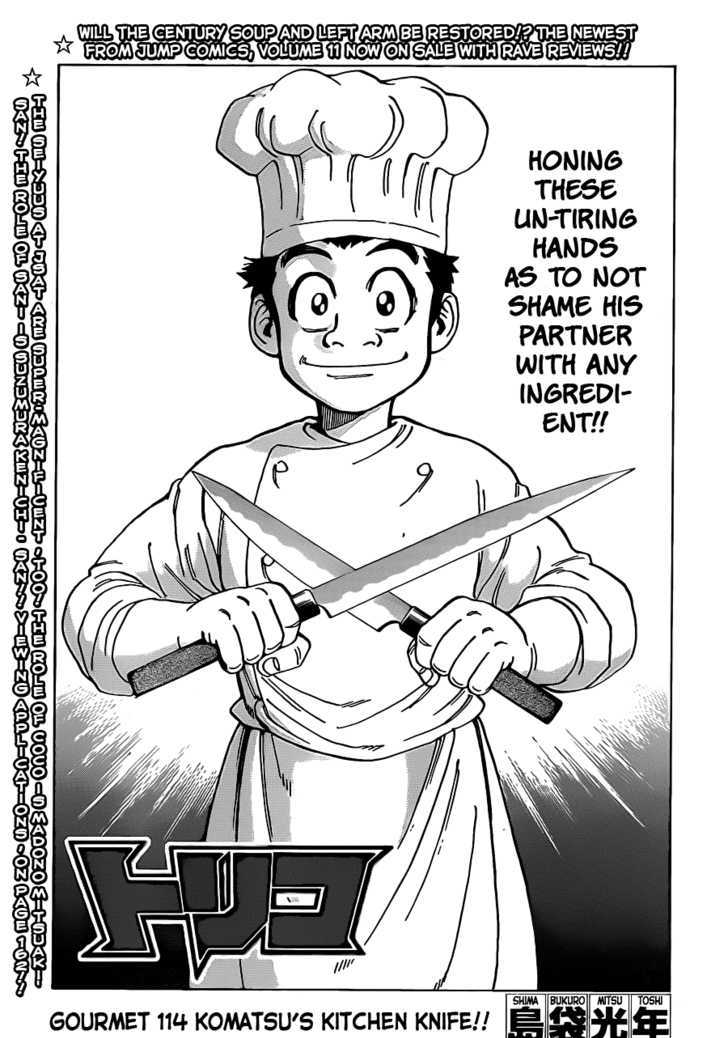 WILL THE CENTURY SOUP AND LEFT ARM BE RESTORED!? THE NEWEST
FROM JUMP COMICS, VOLUME 11 NOW ON SALE WITH RAVE REVIEWS!!
THE SEIYUUS AT JSAT ARE SUPER-MAGNIFICENT, TOO! THE ROLE OF COCO IS MADONO MITSUAKI-
SAN! THE ROLE OF SANI IS SUZUMURA KENICHI-SAN!! VIEWING APPLICATIONS' ON PAGE 162!!
HONING
THESE
UN-TIRING
HANDS
AS TO NOT
SHAME HIS
PARTNER
WITH ANY
INGREDI-
ENT!!
トリコ
GOURMET 114 KOMATSU'S KITCHEN KNIFE!!
SHIMA BUKURO MITSU TOSHI
島袋光年